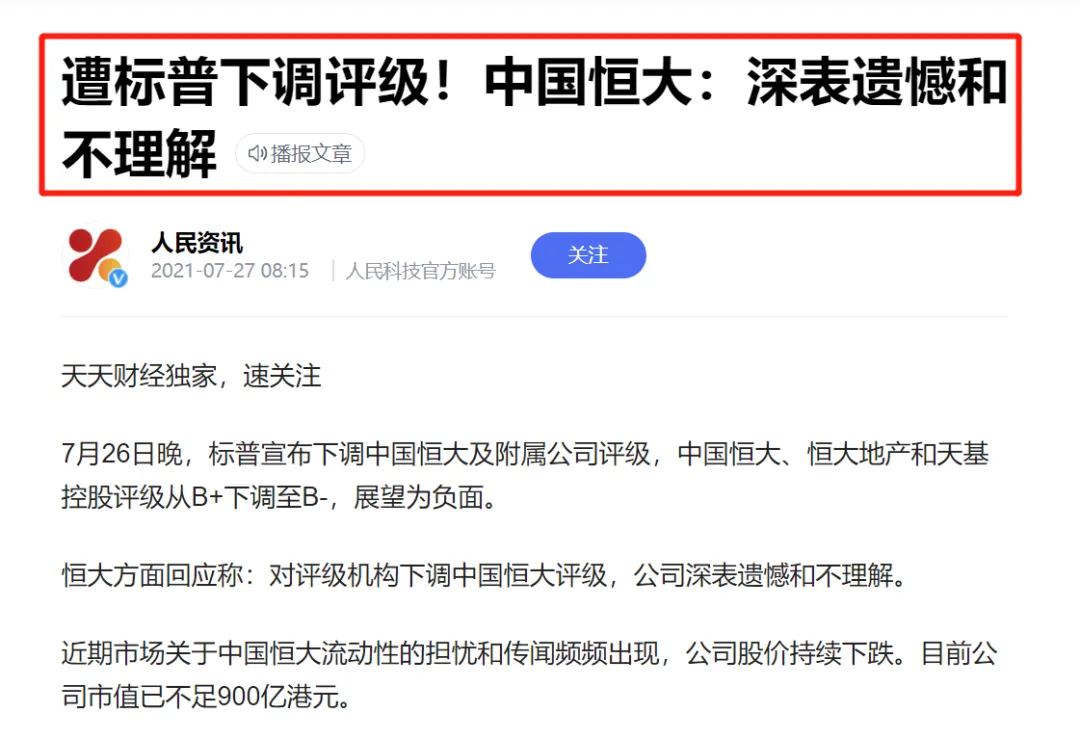 遭标普下调评级！中国恒大：深表遗憾和
不理解 播报文章
人民资讯
2021-07-27 08:15 人民科技官方账号
关注
天天财经独家，速关注
7月26日晚，标普宣布下调中国恒大及附属公司评级，中国恒大、恒大地产和天基
控股评级从B+下调至B-，展望为负面。
恒大方面回应称：对评级机构下调中国恒大评级，公司深表遗憾和不理解。
近期市场关于中国恒大流动性的担忧和传闻频频出现，公司股价持续下跌。目前公
司市值已不足900亿港元。